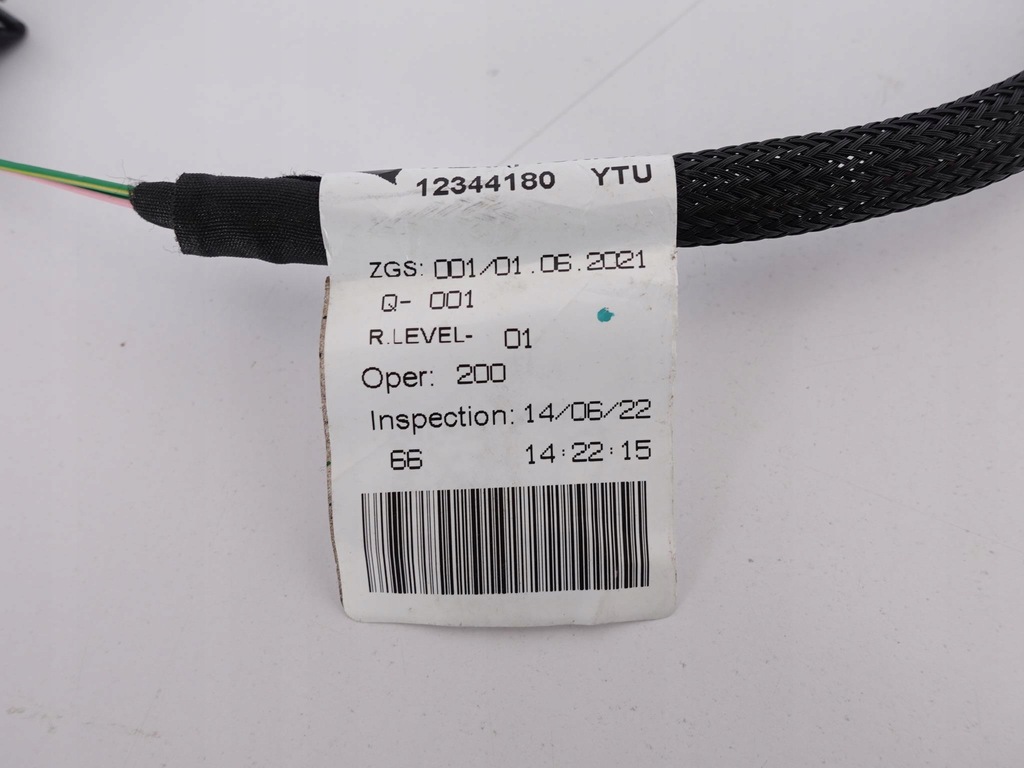 12344180 YTU
ZGS: 001/01.06.2021
Q- 001
R.LEVEL- 01
Oper: 200
Inspection: 14/06/22
66 14:22:15